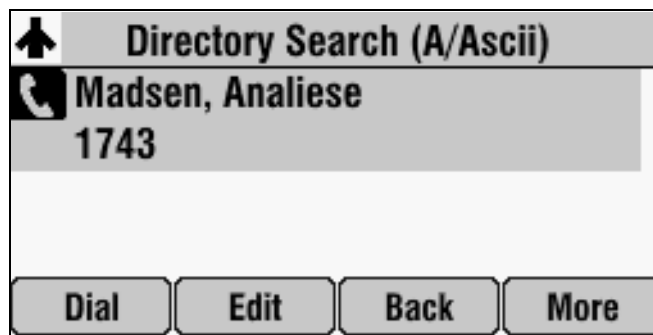 Directory Search (A/Ascii)
Madsen, Analiese
1743
Dial Edit Back More